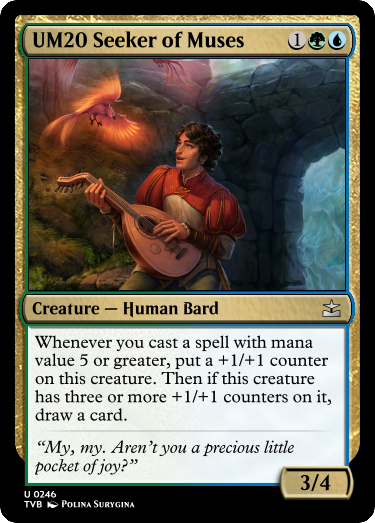 UM20 Seeker of Muses 1
Creature — Human Bard
Whenever you cast a spell with mana
value 5 or greater, put a +1/+1 counter
on this creature. Then if this creature
has three or more +1/+1 counters on it,
draw a card.
“My, my. Aren’t you a precious little
pocket of joy?”
3/4
U 0246
TVB POLINA SURYGINA